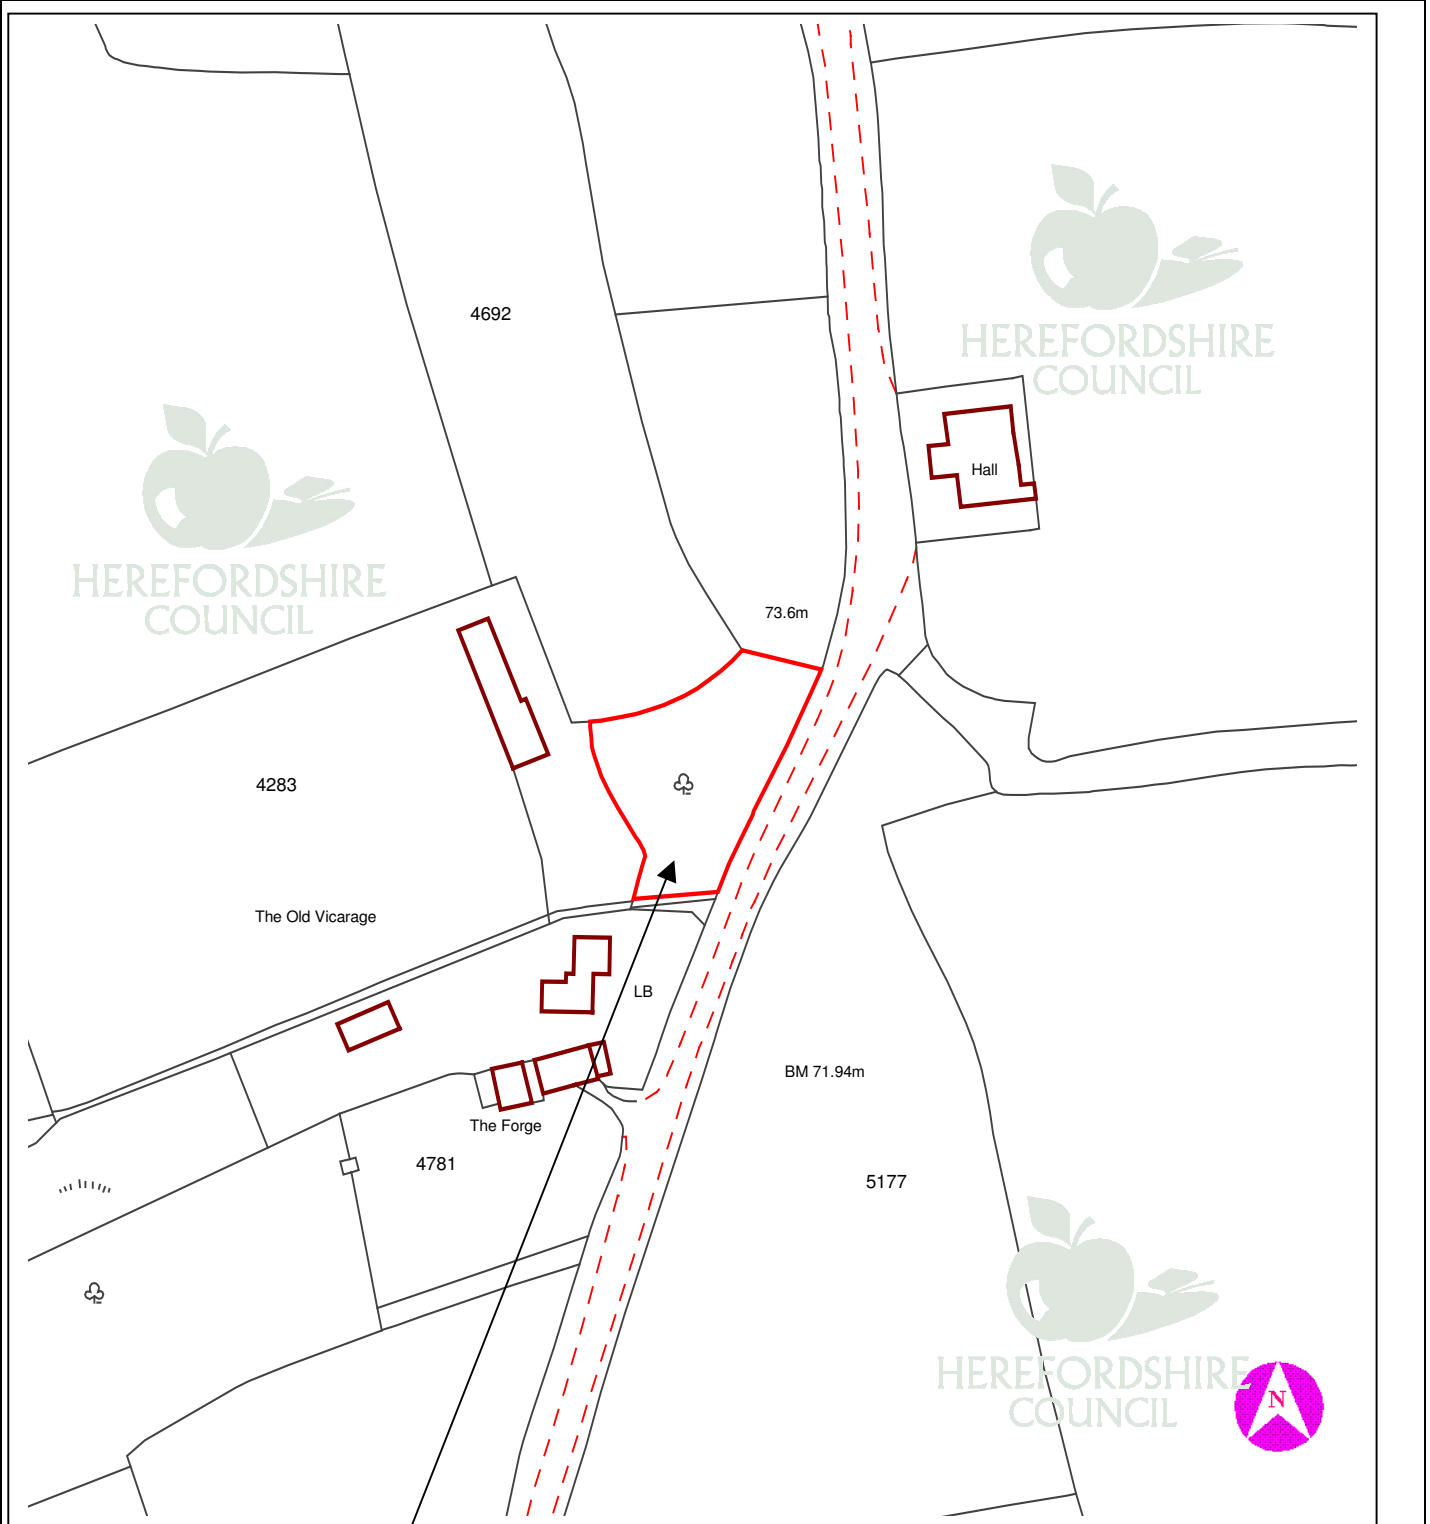 HEREFORDSHIRE
COUNCIL
4692
HEREFORDSHIRE
COUNCIL
Hall
73.6m
4283
The Old Vicarage
LB
BM 71.94m
The Forge
4781
5177
HEREFORDSHIRE
COUNCIL
N